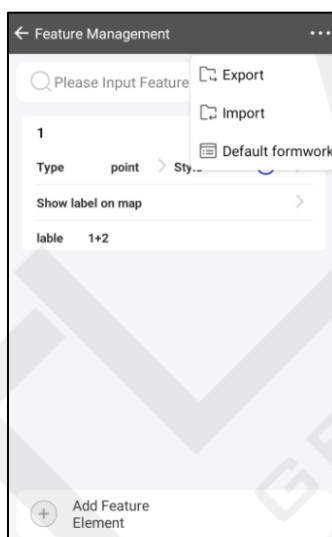 Feature Management
Please Input Feature
Export
Import
Default formwork
1
Type point
Show label on map
lable 1+2
Add Feature
Element